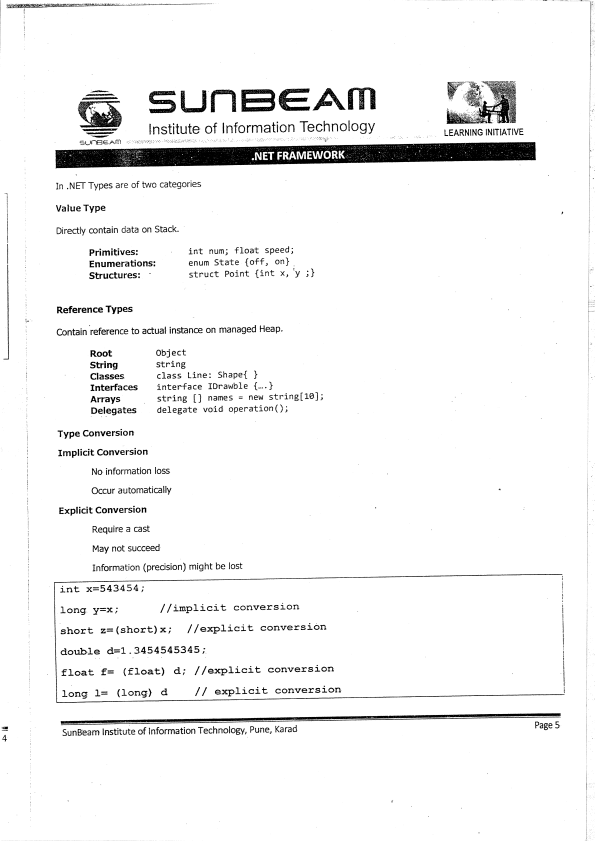 SUNBEAM
Institute of Information Technology
SUNBEAM
LEARNING INITIATIVE
.NET FRAMEWORK
In .NET Types are of two categories
Value Type
Directly contain data on Stack.
Primitives: int num; float speed;
Enumerations: enum State {off, on}
Structures: struct Point {int x, y ;}
Reference Types
Contain reference to actual instance on managed Heap.
Root Object
String string
Classes class Line: Shape{ }
Interfaces interface IDrawble {….}
Arrays string [] names = new string[10];
Delegates delegate void operation();
Type Conversion
Implicit Conversion
No information loss
Occur automatically
Explicit Conversion
Require a cast
May not succeed
Information (precision) might be lost
int x=543454;
long y=x; //implicit conversion
short z=(short)x; //explicit conversion
double d=1.3454545345;
float f= (float) d; //explicit conversion
long l= (long) d // explicit conversion
SunBeam Institute of Information Technology, Pune, Karad
Page 5
4